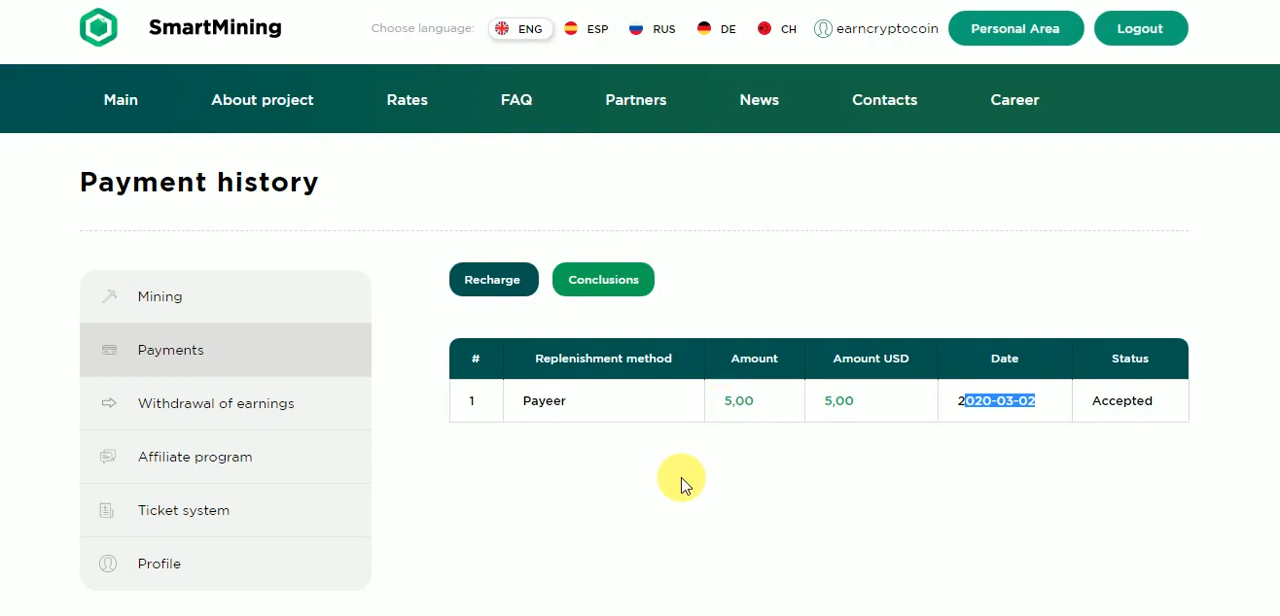 SmartMining
Choose language:
ENG
ESP
RUS
DE
CH
earncryptocoin
Personal Area
Logout
Main
About project
Rates
FAQ
Partners
News
Contacts
Career
Payment history
Mining
Payments
Withdrawal of earnings
Affiliate program
Ticket system
Profile
Recharge
Conclusions
# Replenishment method Amount Amount USD Date Status
1 Payeer 5,00 5,00 2020-03-02 Accepted